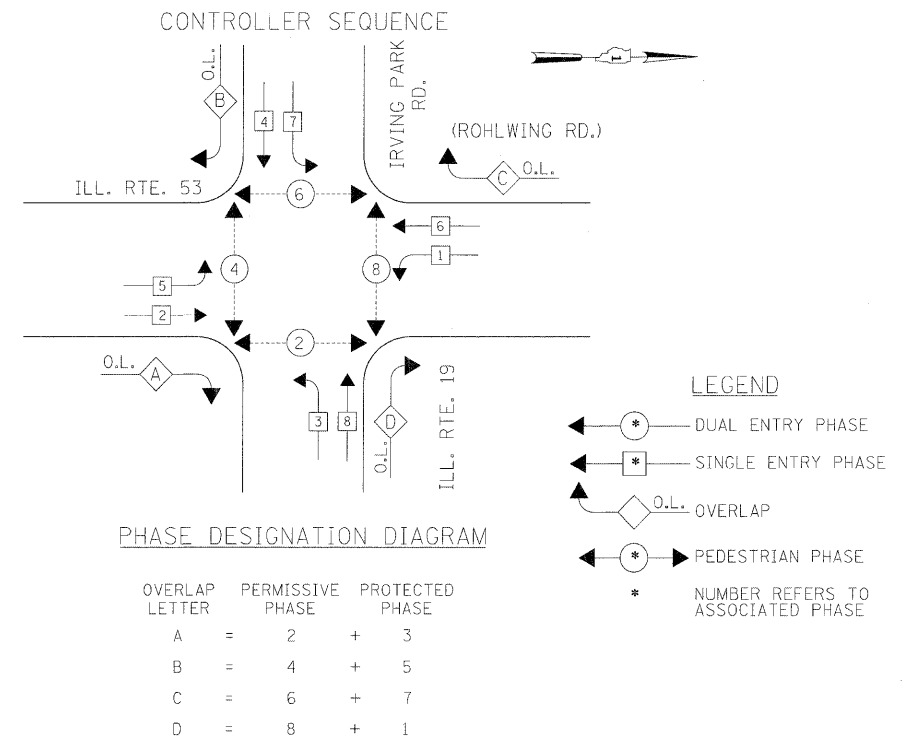 CONTROLLER SEQUENCE
O.L.
B
4
7
IRVING PARK
RD.
(ROHLWING RD.)
C O.L.
ILL. RTE. 53
6
6
1
5
4
8
2
2
O.L.
A
3
8
D
O.L.
ILL. RTE. 19
LEGEND
* DUAL ENTRY PHASE
* SINGLE ENTRY PHASE
O.L. OVERLAP
* PEDESTRIAN PHASE
* NUMBER REFERS TO
ASSOCIATED PHASE
PHASE DESIGNATION DIAGRAM
OVERLAP PERMISSIVE PROTECTED
LETTER PHASE PHASE
A = 2 + 3
B = 4 + 5
C = 6 + 7
D = 8 + 1